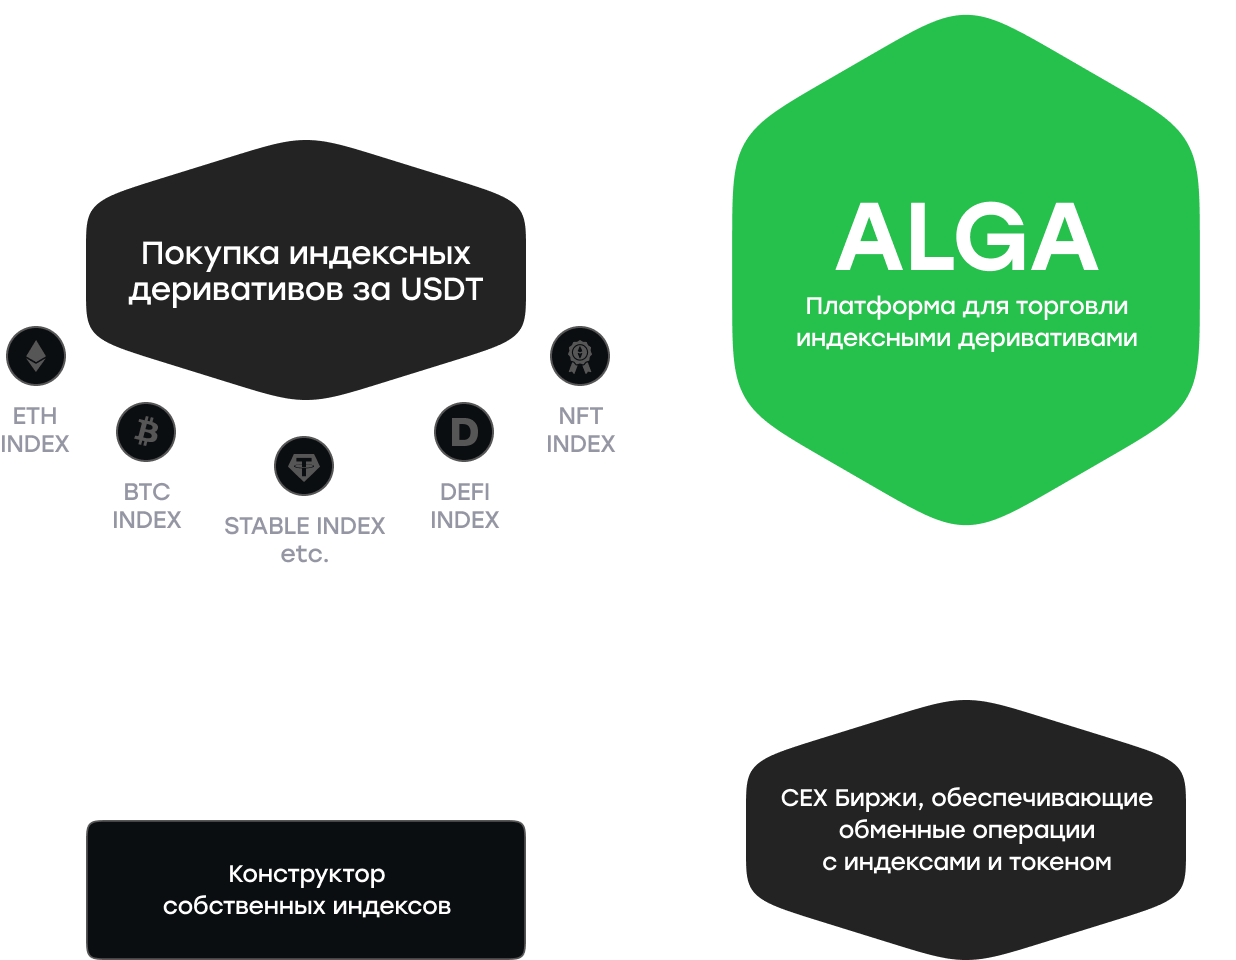 ALGA
Платформа для торговли
индексными деривативами
Покупка индексных
деривативов за USDT
ETH
INDEX
BTC
INDEX
STABLE INDEX
etc.
DEFI
INDEX
NFT
INDEX
Конструктор
собственных индексов
CEX Биржи, обеспечивающие
обменные операции
с индексами и токеном